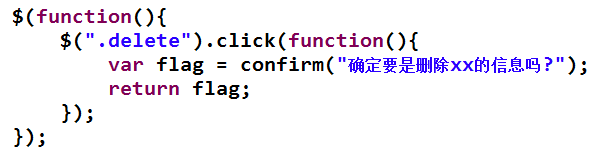 $(function(){
    $(".delete").click(function(){
        var flag = confirm("确定要是删除xx的信息吗?");
        return flag;
    });
});